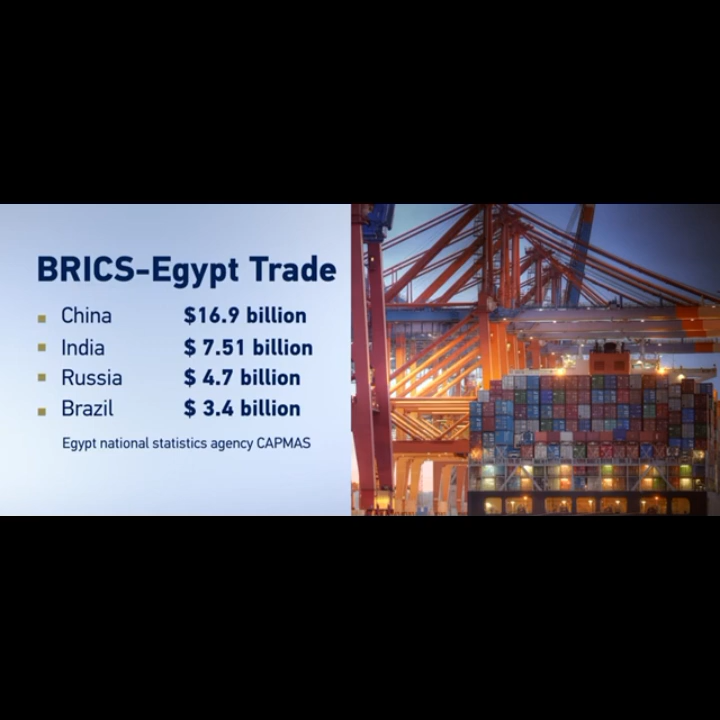 BRICS-Egypt Trade
China $16.9 billion
India $ 7.51 billion
Russia $ 4.7 billion
Brazil $ 3.4 billion
Egypt national statistics agency CAPMAS